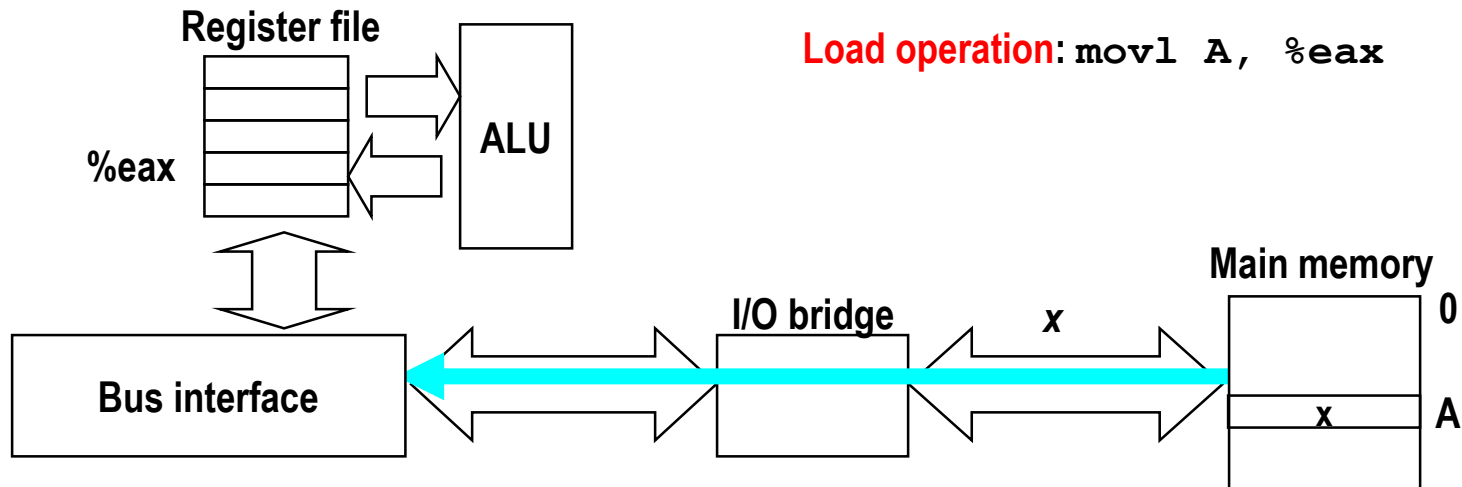 Register file
Load operation: movl A, %eax
ALU
%eax
Main memory
0
I/O bridge
x
Bus interface
x
A